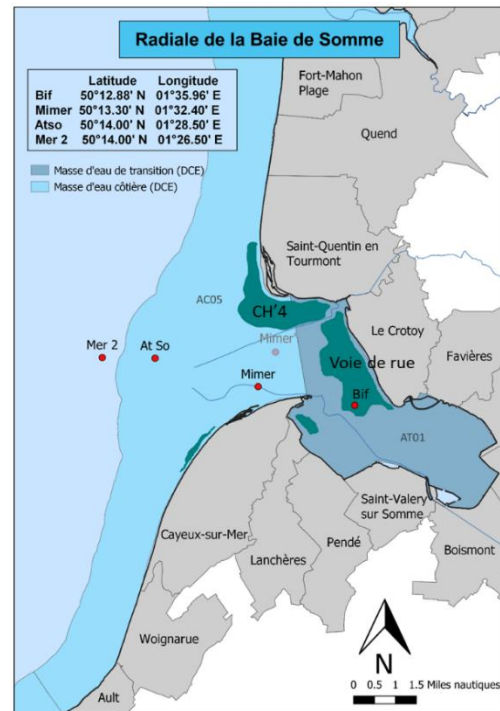 Radiale de la Baie de Somme
Latitude Longitude
Bif 50°12.88' N 01°35.96' E
Mimer 50°13.30' N 01°32.40' E
Atso 50°14.00' N 01°28.50' E
Mer 2 50°14.00' N 01°26.50' E
Masse d'eau de transition (DCE)
Masse d'eau côtière (DCE)
Fort-Mahon
Plage
Quend
Saint-Quentin en
Tourmont
AC05
CH'4
Mimer
Le Crotoy
Favières
Mer 2
At So
Voie de rue
Mimer
Bif
AT01
Saint-Valery
sur Somme
Cayeux-sur-Mer
Pendé
Boismont
Lanchères
Woignarue
Ault
N
0 0.5 1 1.5 Miles nautiques